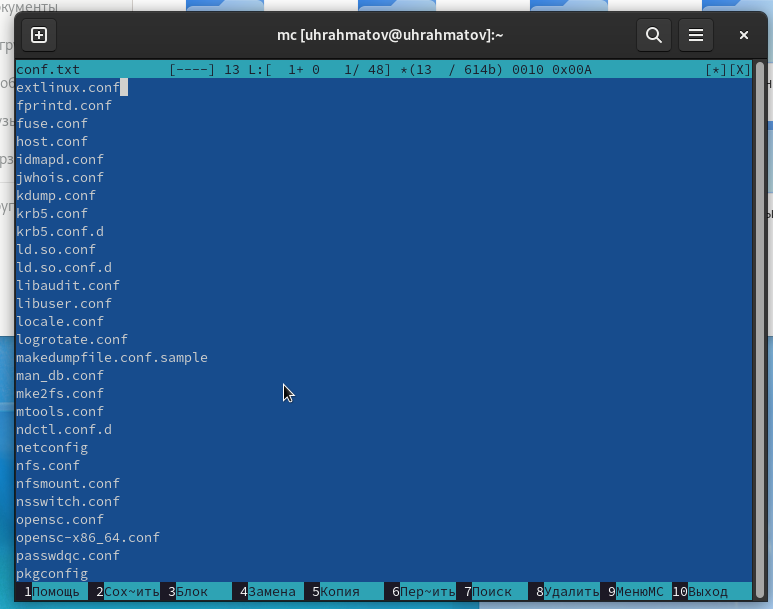 кументы
mc [uhrahmatov@uhrahmatov]:~
conf.txt [----] 13 L:[ 1+ 0 1/ 48] *(13 / 614b) 0010 0x00A [*][X]
extlinux.conf
fprintd.conf
fuse.conf
host.conf
idmapd.conf
jwhois.conf
kdump.conf
krb5.conf
krb5.conf.d
ld.so.conf
ld.so.conf.d
libaudit.conf
libuser.conf
locale.conf
logrotate.conf
makedumpfile.conf.sample
man_db.conf
mke2fs.conf
mtools.conf
ndctl.conf.d
netconfig
nfs.conf
nfsmount.conf
nsswitch.conf
opensc.conf
opensc-x86_64.conf
passwdqc.conf
pkgconfig
1Помощь 2Сох~ить 3Блок 4Замена 5Копия 6Пер~ить 7Поиск 8Удалить 9МенюМС 10Выход